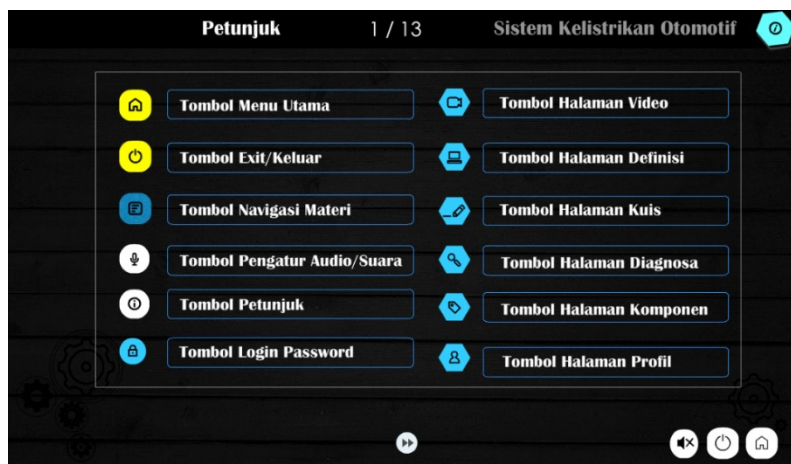 Petunjuk
1 / 13
Sistem Kelistrikan Otomotif
Tombol Menu Utama
Tombol Exit/Keluar
Tombol Navigasi Materi
Tombol Pengatur Audio/Suara
Tombol Petunjuk
Tombol Login Password
Tombol Halaman Video
Tombol Halaman Definisi
Tombol Halaman Kuis
Tombol Halaman Diagnosa
Tombol Halaman Komponen
Tombol Halaman Profil